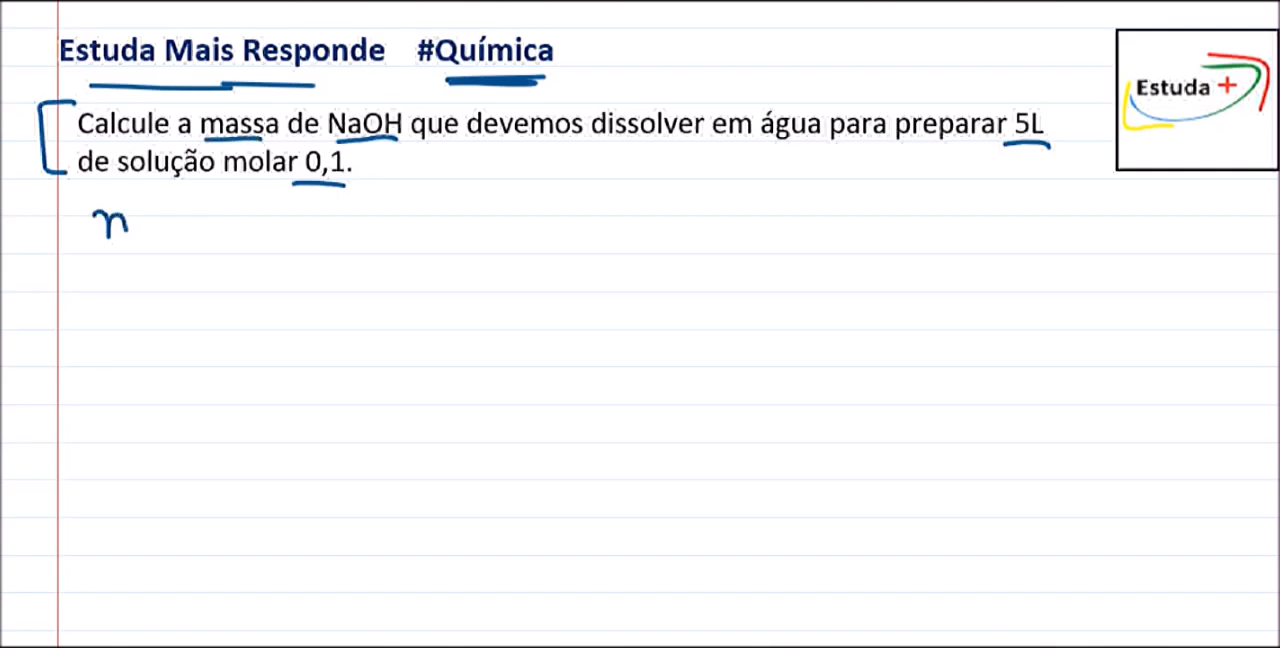 Estuda Mais Responde #Química
Estuda +
Calcule a massa de NaOH que devemos dissolver em água para preparar 5L
de solução molar 0,1.
n